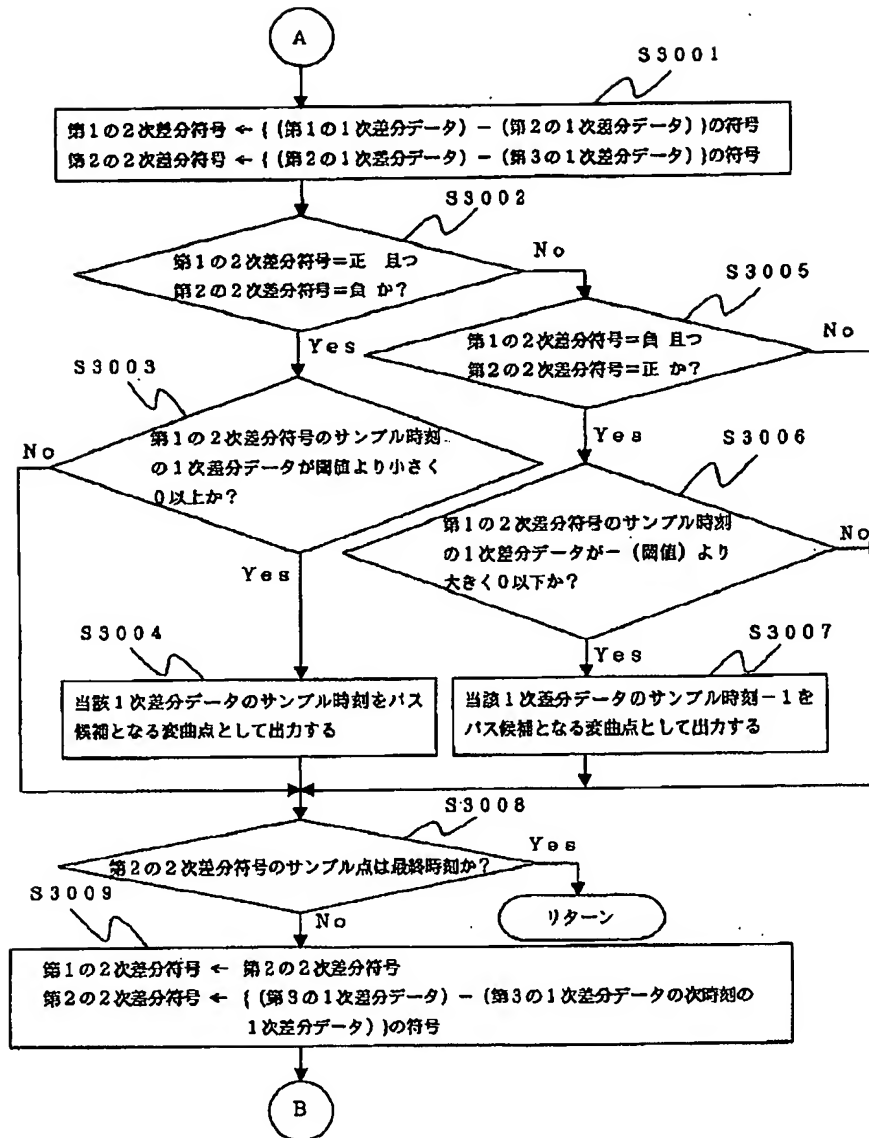 A
S3001
第1の2次差分符号 ← { (第1の1次差分データ) − (第2の1次差分データ) }の符号
第2の2次差分符号 ← { (第2の1次差分データ) − (第3の1次差分データ) }の符号
S3002
第1の2次差分符号=正 且つ
第2の2次差分符号=負 か?
No
Yes
S3005
第1の2次差分符号=負 且つ
第2の2次差分符号=正 か?
No
Yes
S3003
第1の2次差分符号のサンプル時刻
の1次差分データが閾値より小さく
0以上か?
No
Yes
S3006
第1の2次差分符号のサンプル時刻
の1次差分データが−(閾値)より
大きく0以下か?
No
Yes
S3004
当該1次差分データのサンプル時刻をパス
候補となる変曲点として出力する
S3007
当該1次差分データのサンプル時刻−1を
パス候補となる変曲点として出力する
S3008
第2の2次差分符号のサンプル点は最終時刻か?
Yes
リターン
No
S3009
第1の2次差分符号 ← 第2の2次差分符号
第2の2次差分符号 ← { (第3の1次差分データ) − (第3の1次差分データの次時刻の
1次差分データ) }の符号
B